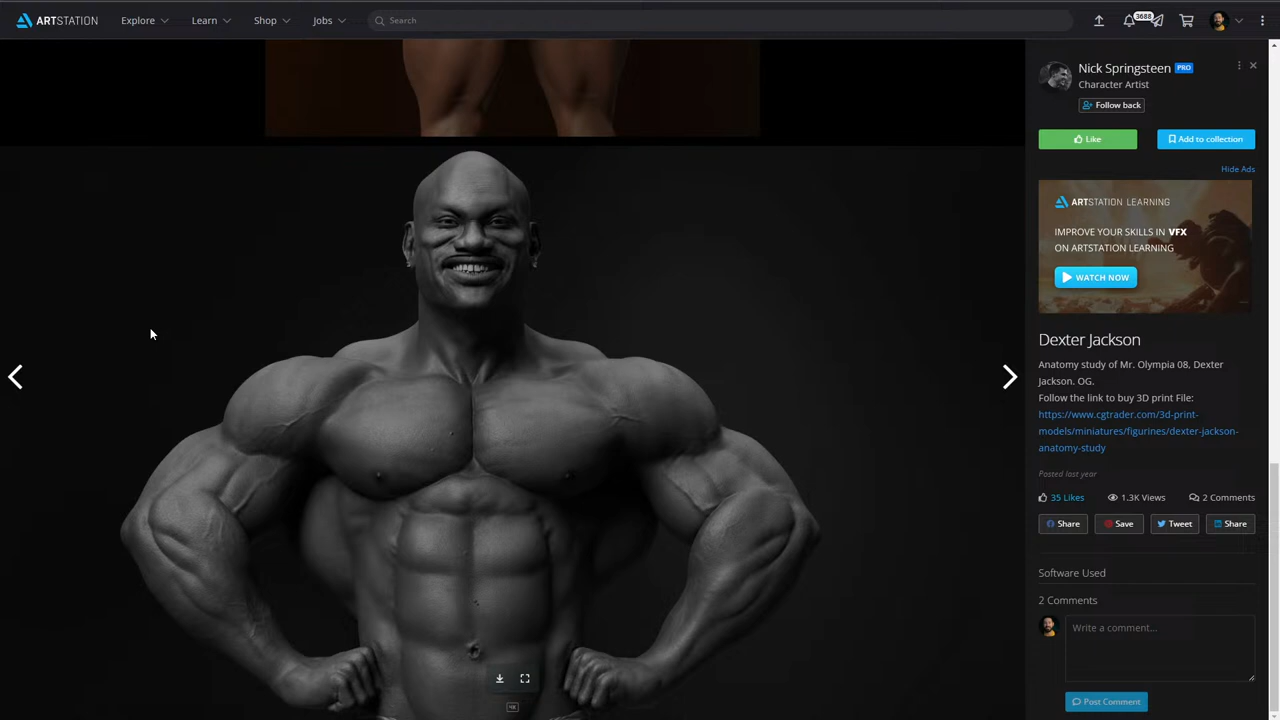 ARTSTATION Explore Learn Shop Jobs Search 3688
Nick Springsteen PRO
Character Artist
Follow back
Like Add to collection
Hide Ads
ARTSTATION LEARNING
IMPROVE YOUR SKILLS IN VFX
ON ARTSTATION LEARNING
WATCH NOW
Dexter Jackson
Anatomy study of Mr. Olympia 08, Dexter
Jackson. OG.
Follow the link to buy 3D print File:
https://www.cgtrader.com/3d-print-
models/miniatures/figurines/dexter-jackson-
anatomy-study
Posted last year
35 Likes 1.3K Views 2 Comments
Share Save Tweet Share
Software Used
2 Comments
Write a comment...
Post Comment
4K